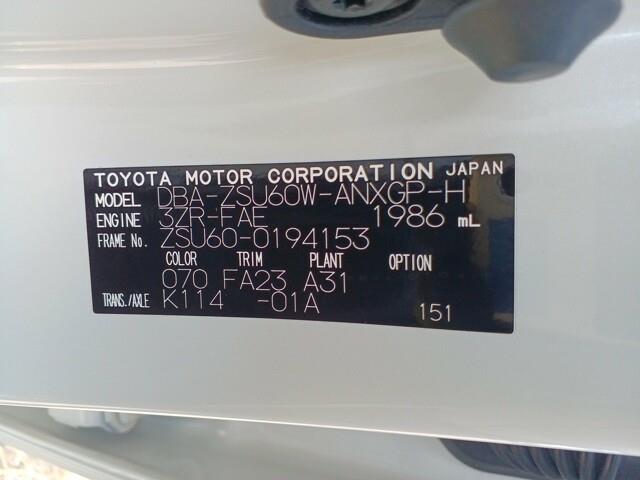 TOYOTA MOTOR CORPORATION JAPAN
MODEL DBA-ZSU60W-ANXGP-H
ENGINE 3ZR-FAE 1986 mL
FRAME No. ZSU60-0194153
COLOR TRIM PLANT OPTION
070 FA23 A31
TRANS./AXLE K114 -01A
151